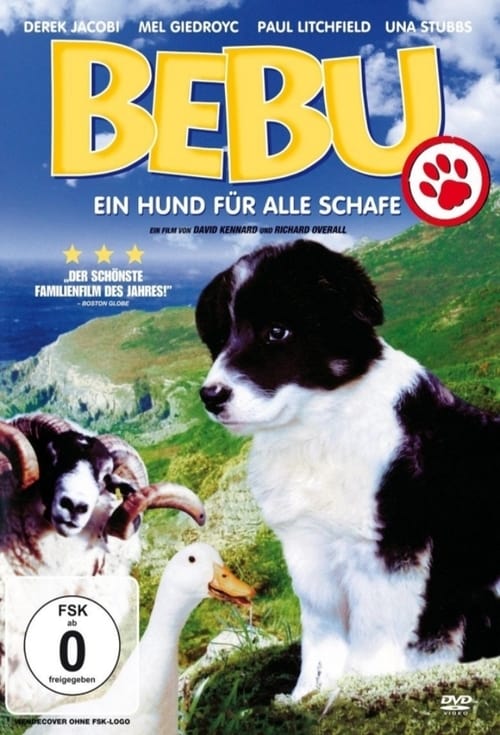 DEREK JACOBI MEL GIEDROYC PAUL LITCHFIELD UNA STUBBS
BEBU
EIN HUND FÜR ALLE SCHAFE
EIN FILM VON DAVID KENNARD UND RICHARD OVERALL
„DER SCHÖNSTE
FAMILIENFILM DES JAHRES!"
– BOSTON GLOBE
FSK
ab
0
freigegeben
WENDECOVER OHNE FSK-LOGO
DVD
VIDEO